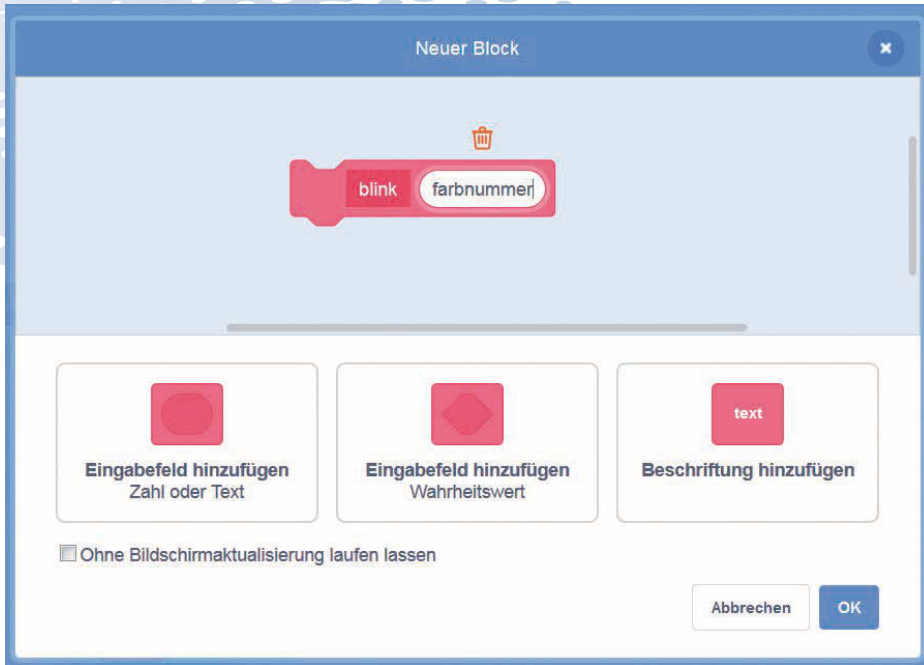 Neuer Block
blink farbnummer
text
Eingabefeld hinzufügen
Zahl oder Text
Eingabefeld hinzufügen
Wahrheitswert
Beschriftung hinzufügen
Ohne Bildschirmaktualisierung laufen lassen
Abbrechen OK